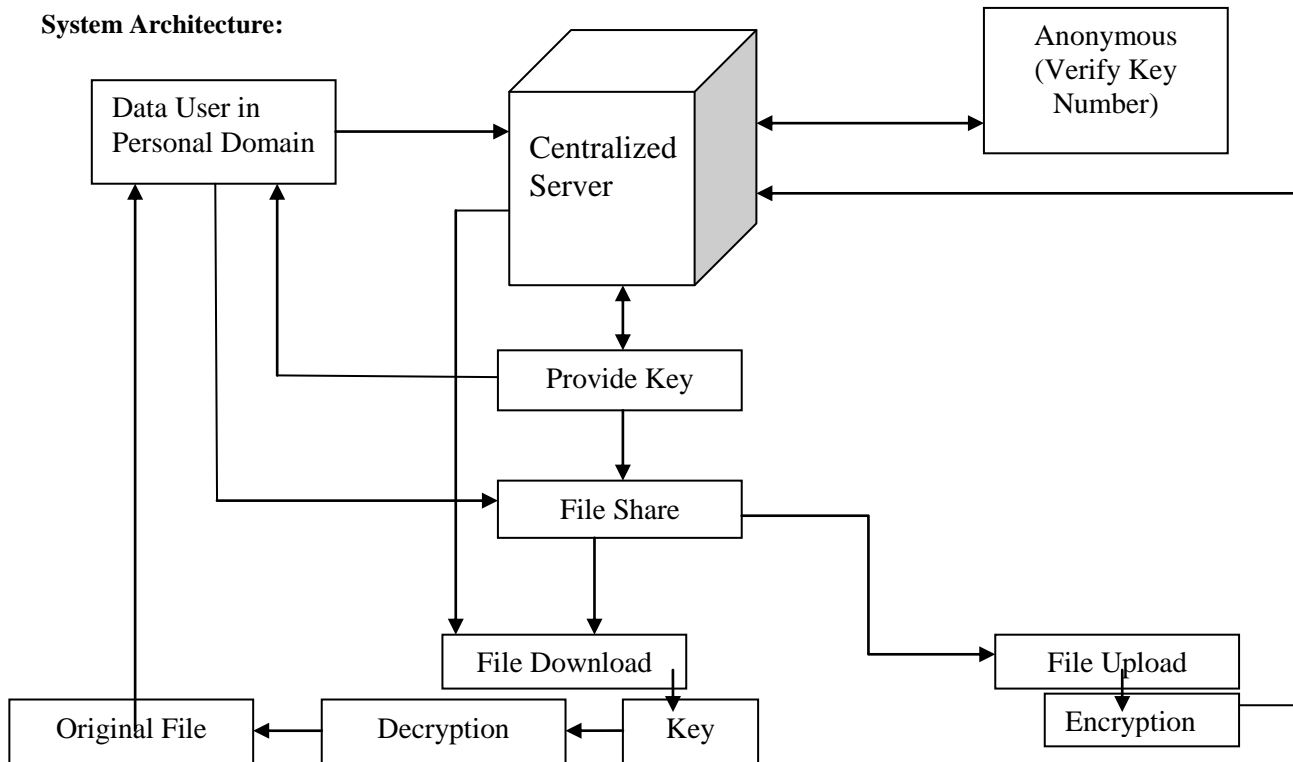 System Architecture:
Anonymous
(Verify Key
Number)
Data User in
Personal Domain
Centralized
Server
Provide Key
File Share
File Download
File Upload
Original File
Decryption
Key
Encryption